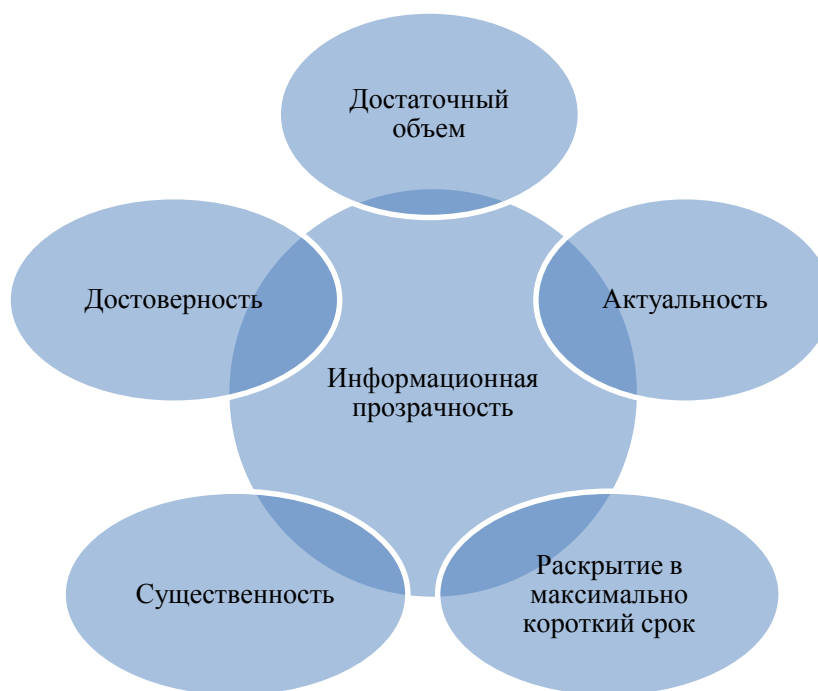 Достаточный
объем
Достоверность
Актуальность
Информационная
прозрачность
Существенность
Раскрытие в
максимально
короткий срок